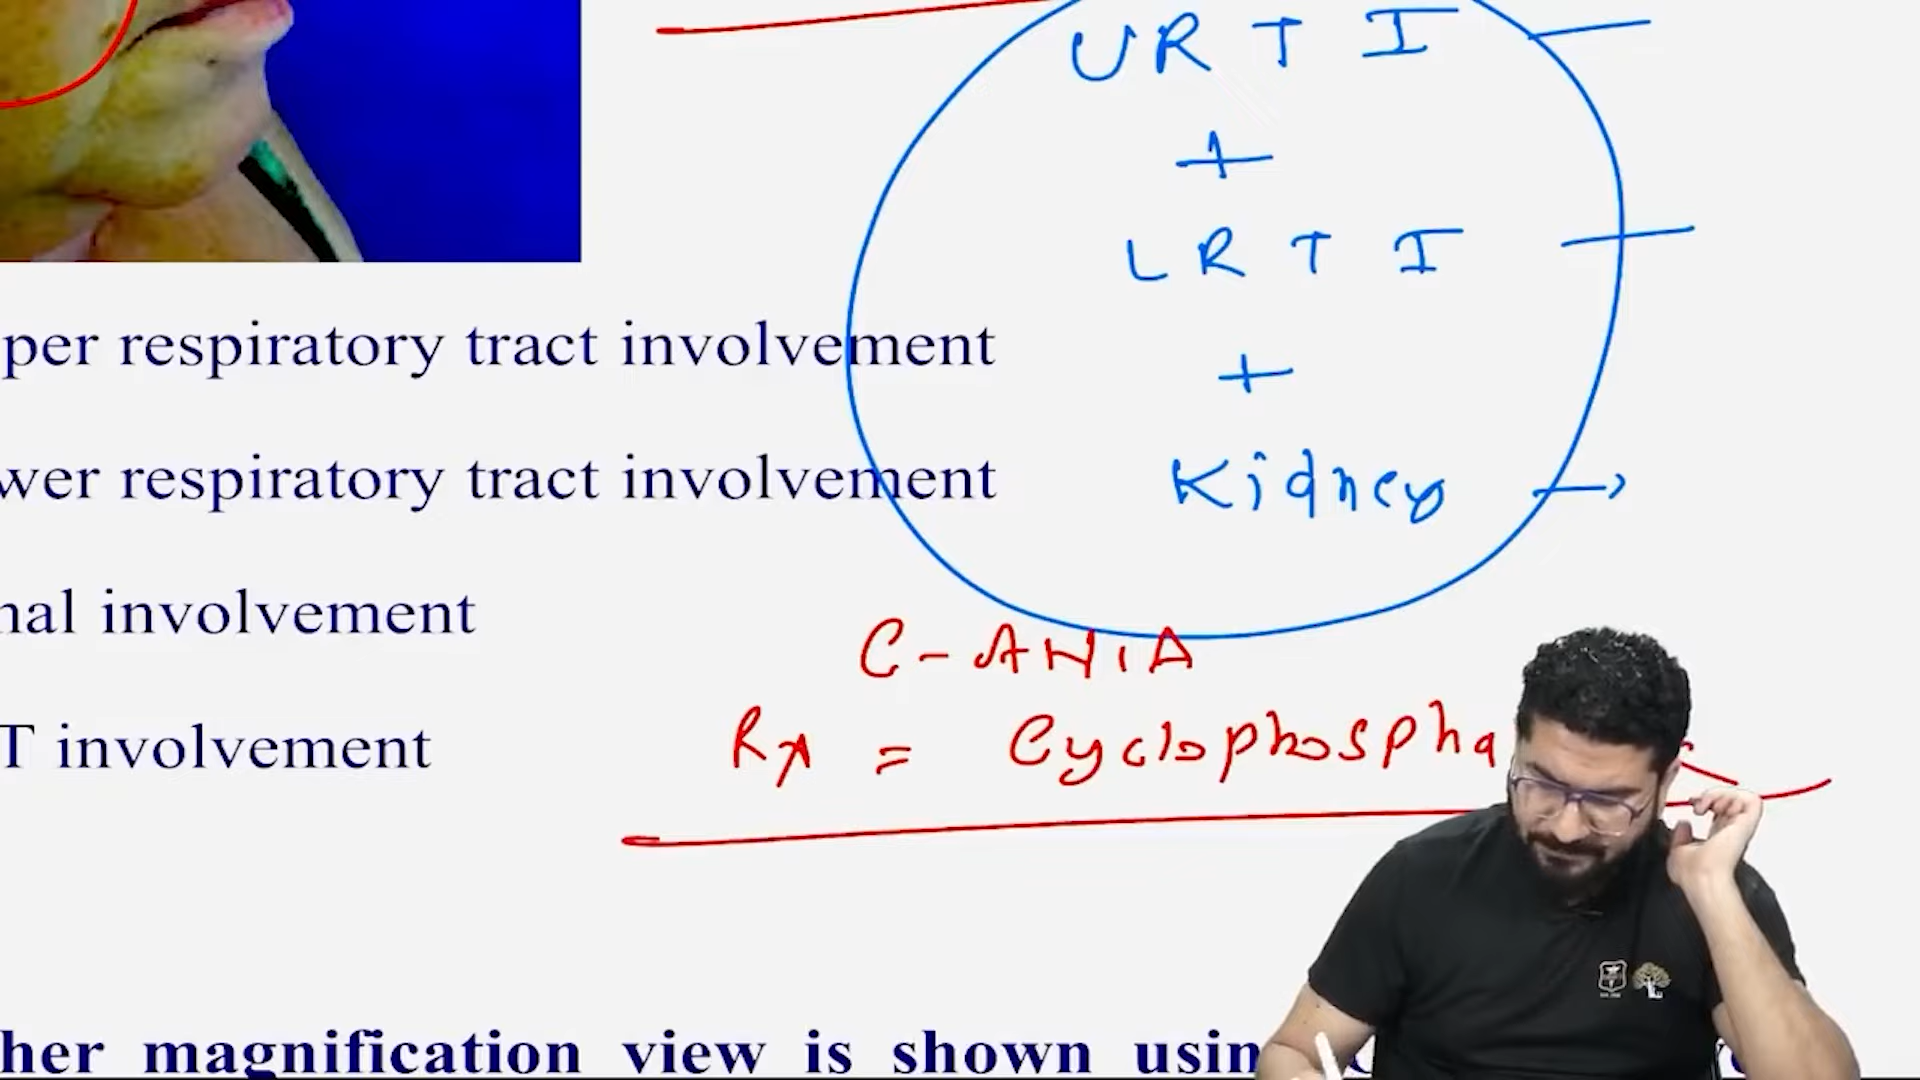 URTI
+
LRTI
per respiratory tract involvement
+
wer respiratory tract involvement
Kidney
nal involvement
C-ANCA
T involvement
Rx = Cyclophospha
her magnification view is shown usin